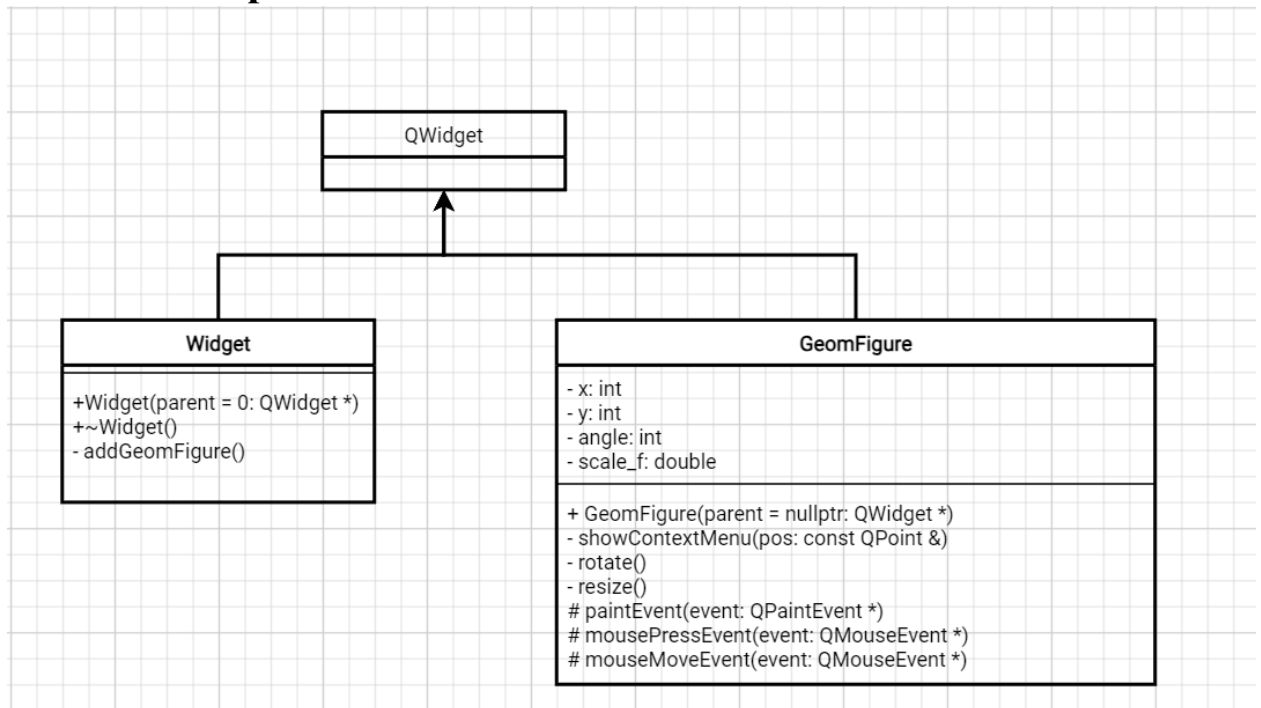 QWidget
Widget
+Widget(parent = 0: QWidget *)
+~Widget()
- addGeomFigure()
GeomFigure
- x: int
- y: int
- angle: int
- scale_f: double
+ GeomFigure(parent = nullptr: QWidget *)
- showContextMenu(pos: const QPoint &)
- rotate()
- resize()
# paintEvent(event: QPaintEvent *)
# mousePressEvent(event: QMouseEvent *)
# mouseMoveEvent(event: QMouseEvent *)